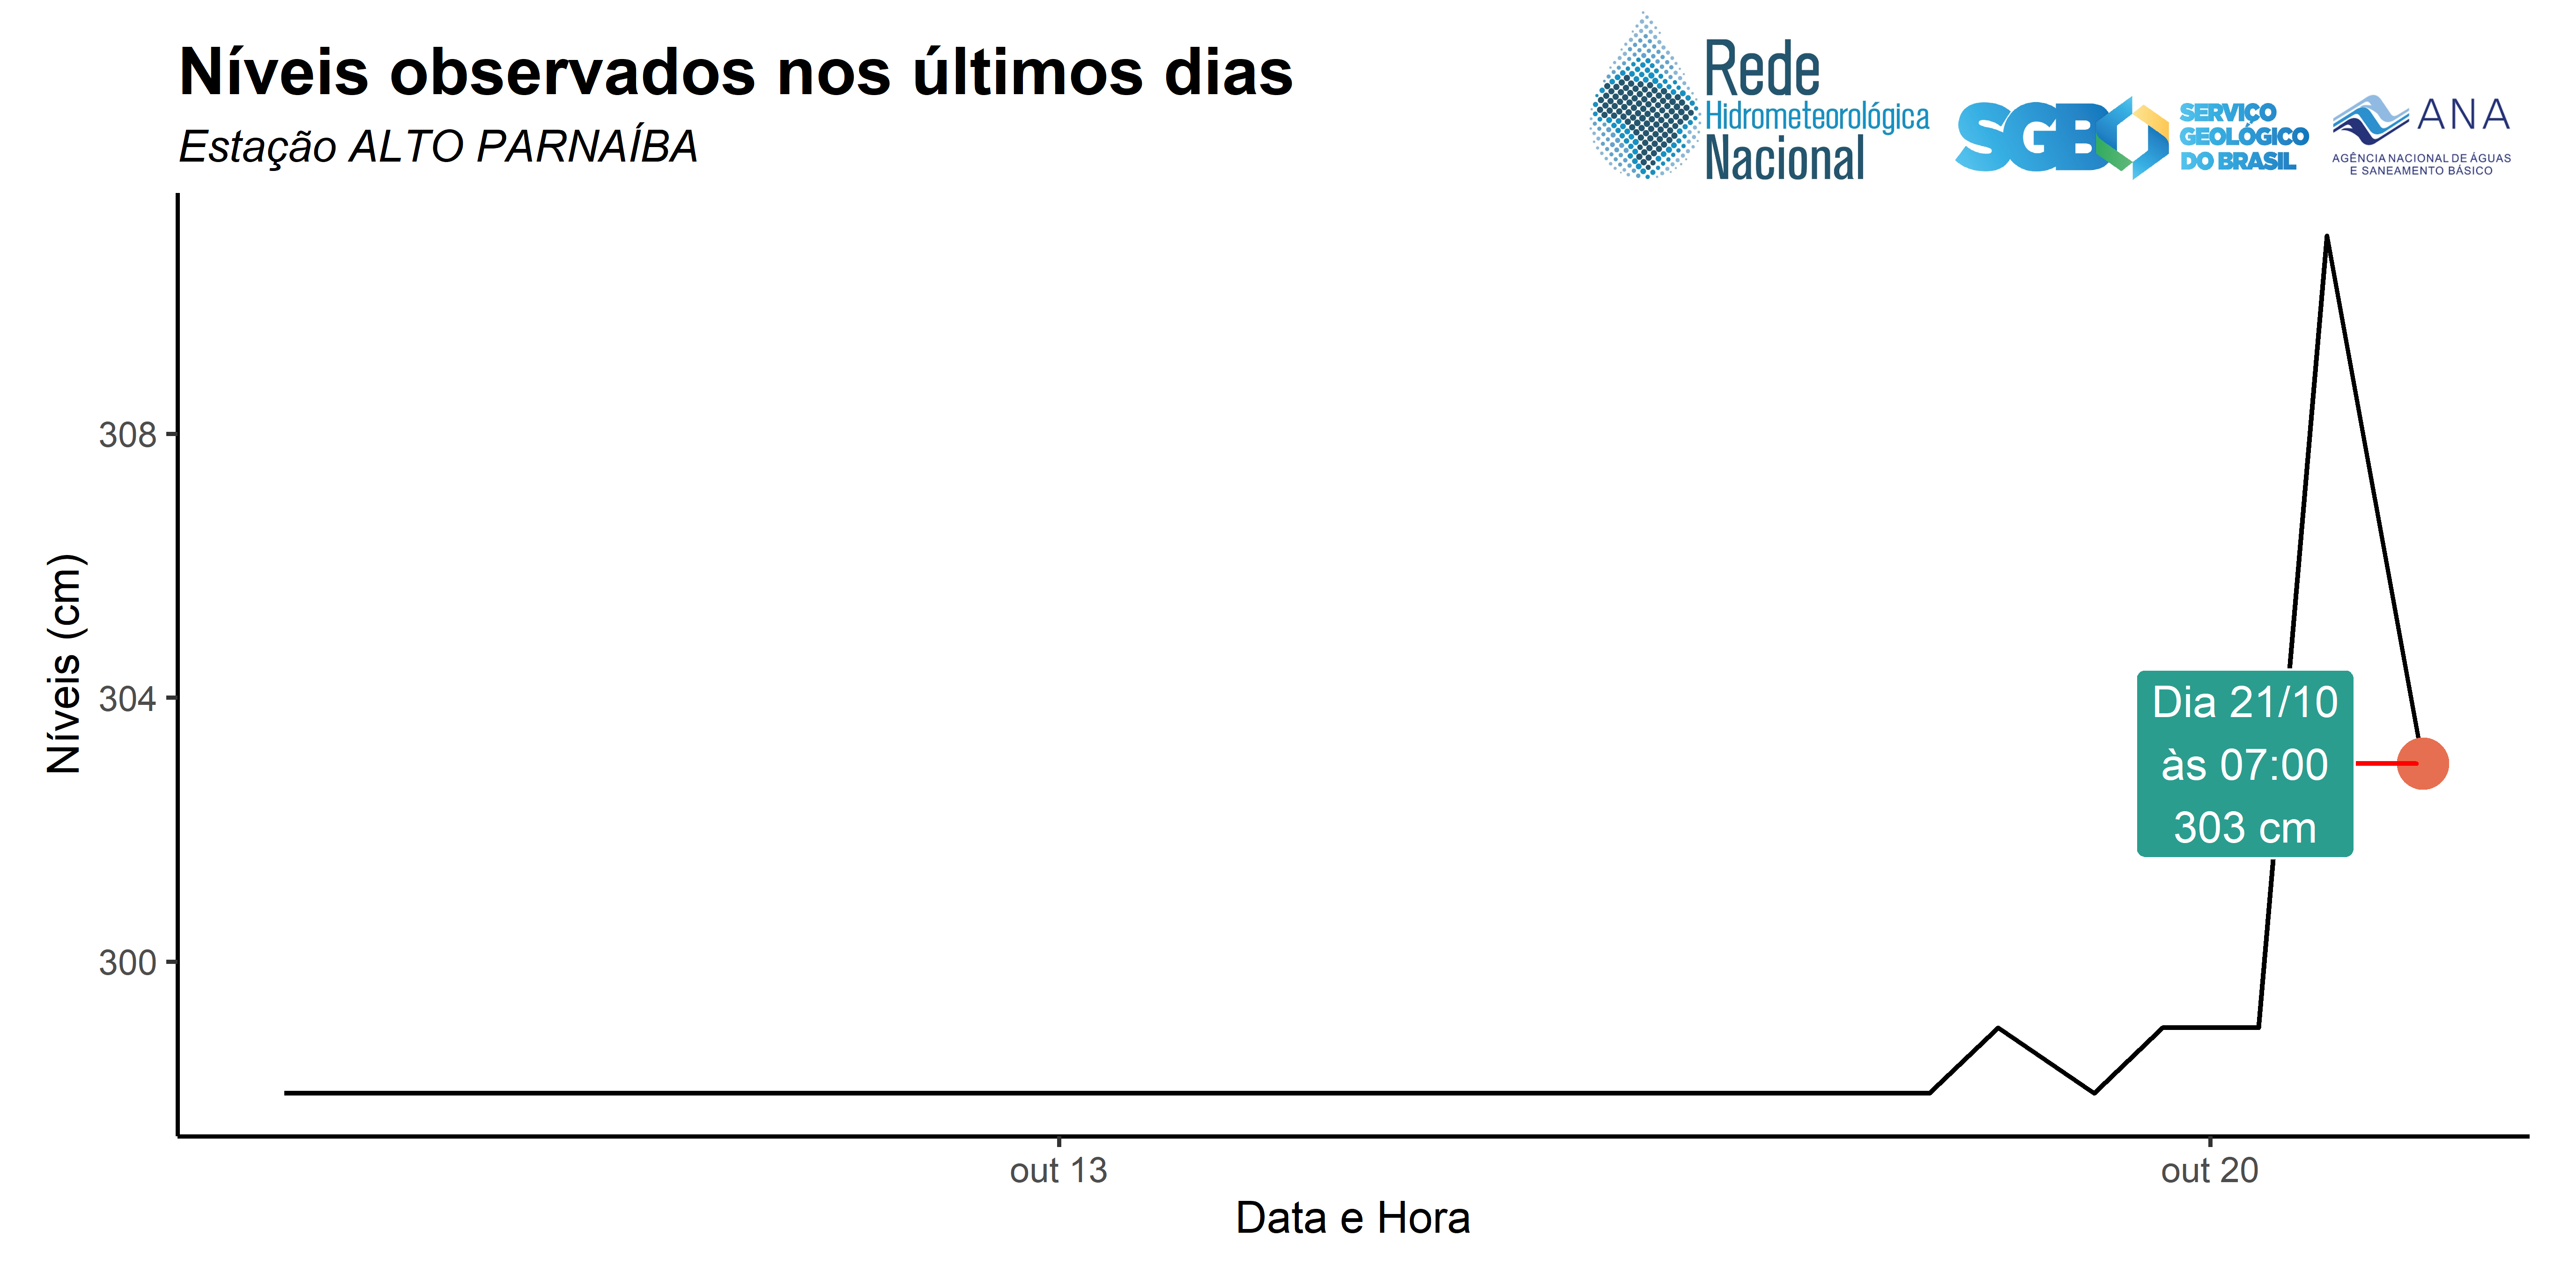 Níveis observados nos últimos dias
Estação ALTO PARNAÍBA
Rede
Hidrometeorológica
Nacional
SGB
SERVIÇO
GEOLÓGICO
DO BRASIL
ANA
AGÊNCIA NACIONAL DE ÁGUAS
E SANEAMENTO BÁSICO
Níveis (cm)
308
304
300
Dia 21/10
às 07:00
303 cm
out 13
out 20
Data e Hora